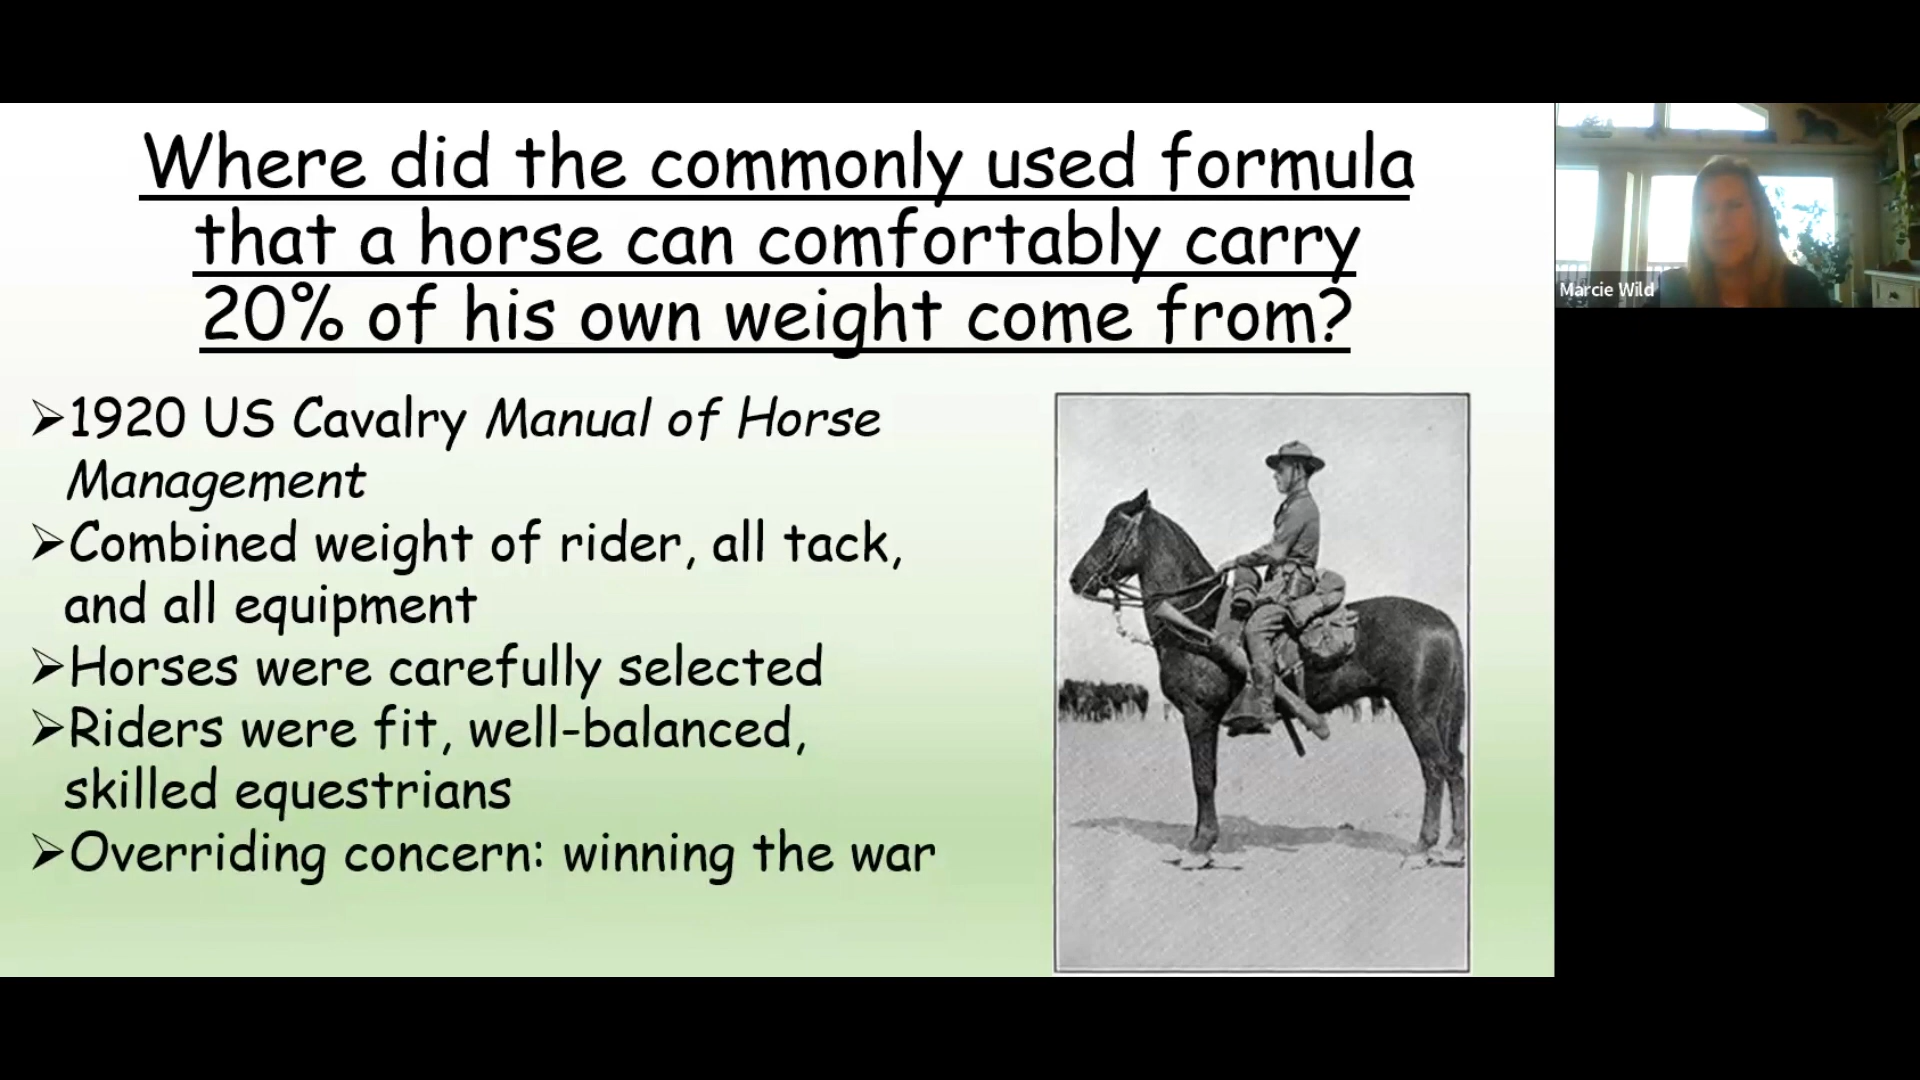 Where did the commonly used formula
that a horse can comfortably carry
20% of his own weight come from?
➢1920 US Cavalry Manual of Horse
Management
➢Combined weight of rider, all tack,
and all equipment
➢Horses were carefully selected
➢Riders were fit, well-balanced,
skilled equestrians
➢Overriding concern: winning the war
Marcie Wild